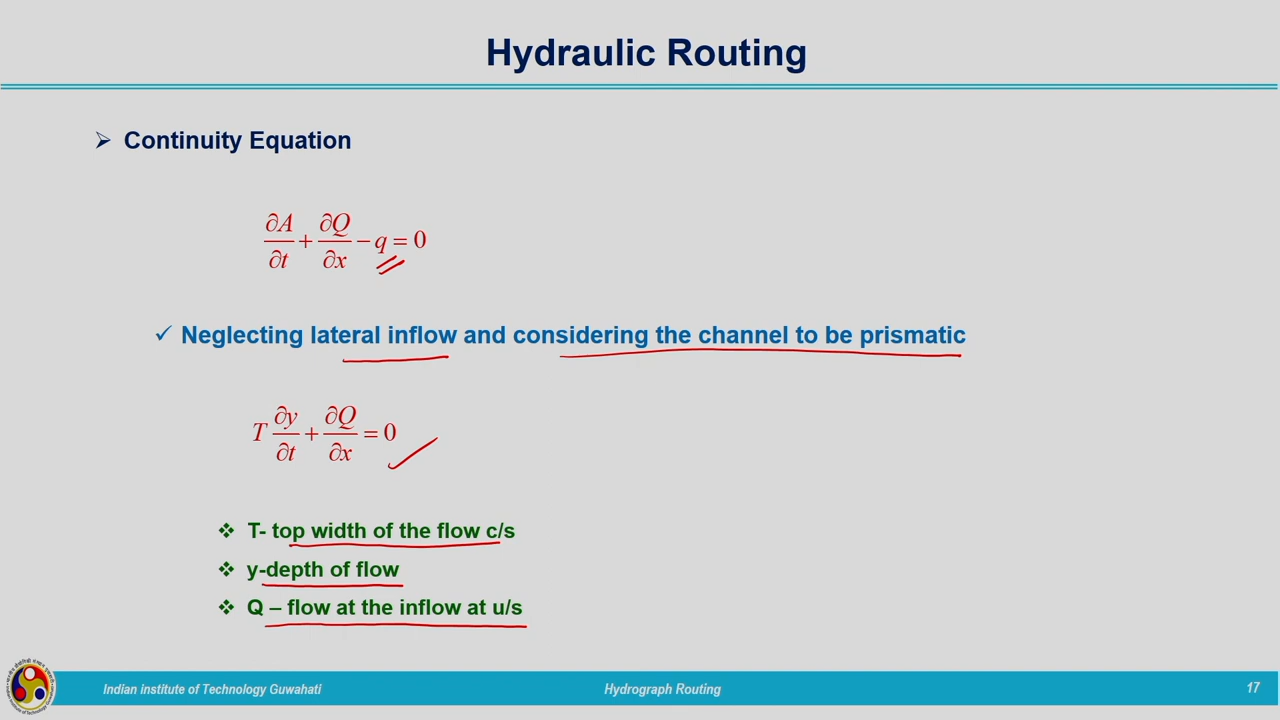 Hydraulic Routing
➢ Continuity Equation
∂A/∂t + ∂Q/∂x − q = 0
✓ Neglecting lateral inflow and considering the channel to be prismatic
T ∂y/∂t + ∂Q/∂x = 0
❖ T- top width of the flow c/s
❖ y-depth of flow
❖ Q – flow at the inflow at u/s
Indian institute of Technology Guwahati Hydrograph Routing 17